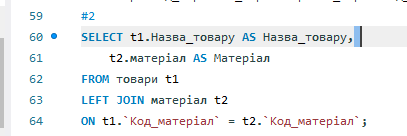 59 #2
60 SELECT t1.Назва_товару AS Назва_товару,
61 t2.матеріал AS Матеріал
62 FROM товари t1
63 LEFT JOIN матеріал t2
64 ON t1.`Код_матеріал` = t2.`Код_матеріал`;